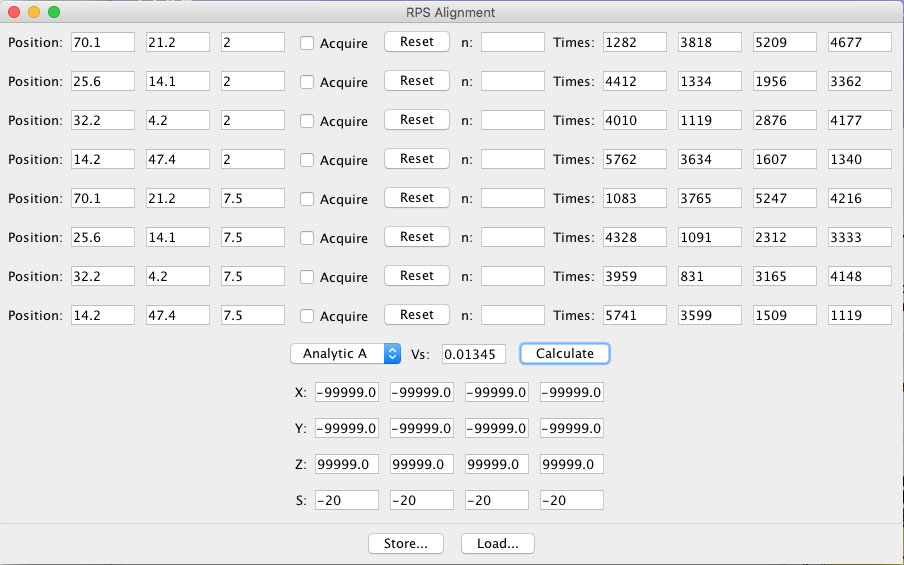 RPS Alignment
Position: 70.1 21.2 2 Acquire Reset n: Times: 1282 3818 5209 4677
Position: 25.6 14.1 2 Acquire Reset n: Times: 4412 1334 1956 3362
Position: 32.2 4.2 2 Acquire Reset n: Times: 4010 1119 2876 4177
Position: 14.2 47.4 2 Acquire Reset n: Times: 5762 3634 1607 1340
Position: 70.1 21.2 7.5 Acquire Reset n: Times: 1083 3765 5247 4216
Position: 25.6 14.1 7.5 Acquire Reset n: Times: 4328 1091 2312 3333
Position: 32.2 4.2 7.5 Acquire Reset n: Times: 3959 831 3165 4148
Position: 14.2 47.4 7.5 Acquire Reset n: Times: 5741 3599 1509 1119
Analytic A Vs: 0.01345 Calculate
X: -99999.0 -99999.0 -99999.0 -99999.0
Y: -99999.0 -99999.0 -99999.0 -99999.0
Z: 99999.0 99999.0 99999.0 99999.0
S: -20 -20 -20 -20
Store... Load...